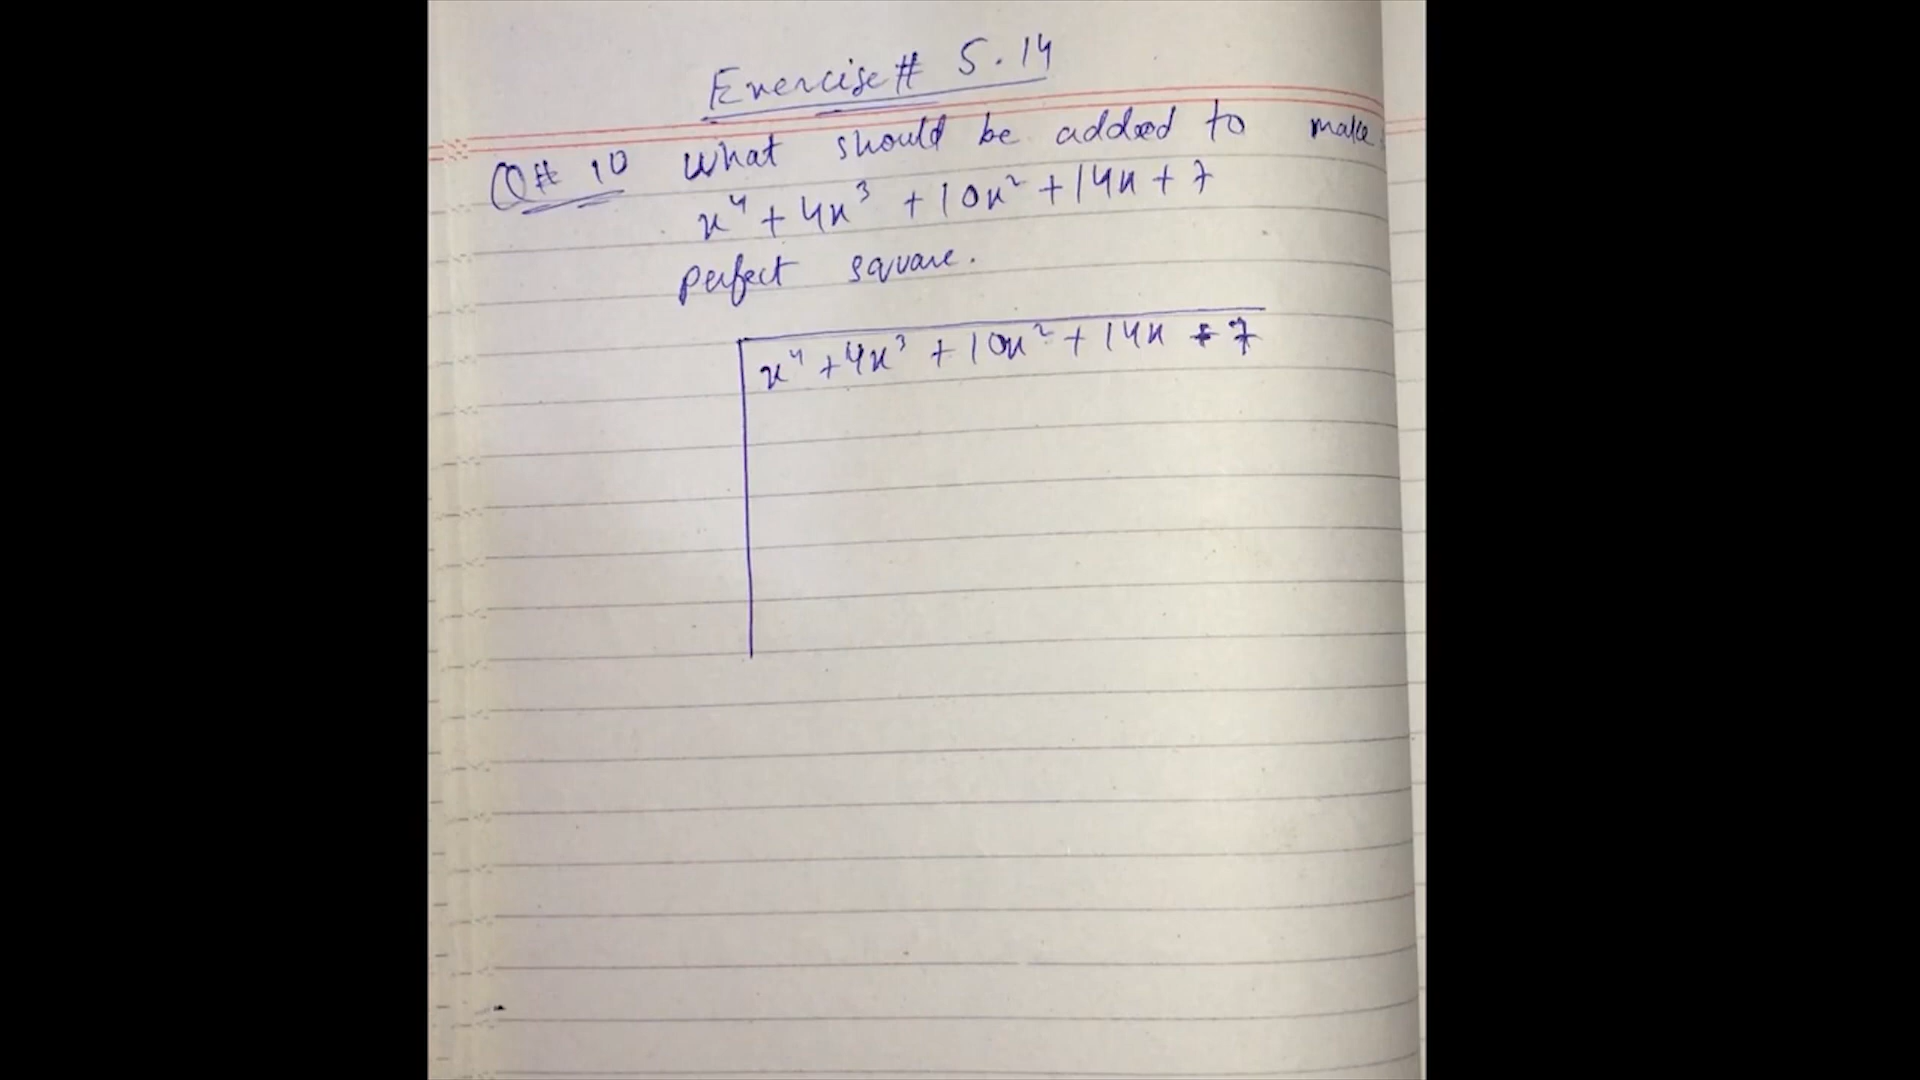 Exercise # 5.14
Q# 10 What should be added to make
x⁴ + 4x³ + 10x² + 14x + 7
perfect square.
x⁴ + 4x³ + 10x² + 14x + 7